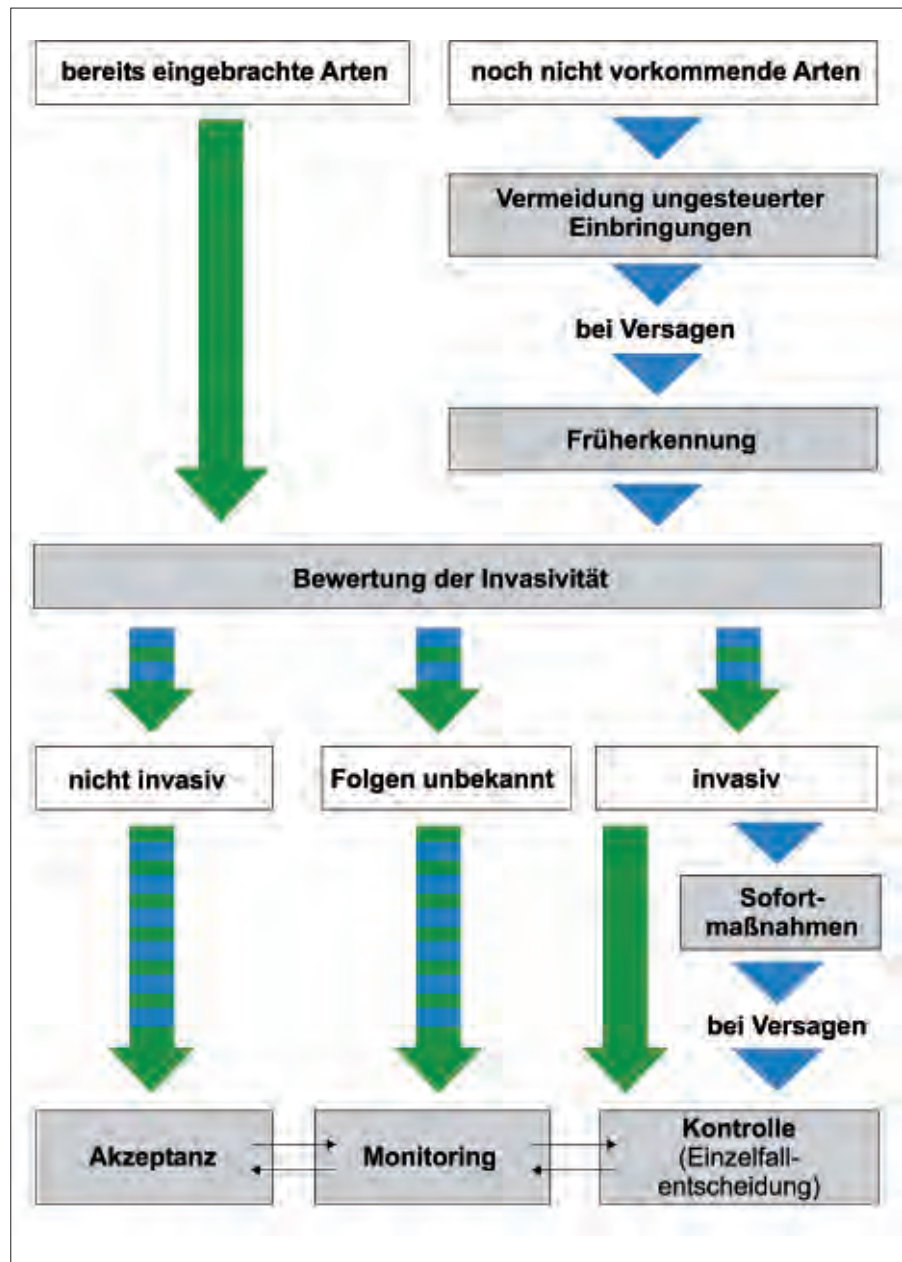 bereits eingebrachte Arten
noch nicht vorkommende Arten
Vermeidung ungesteuerter
Einbringungen
bei Versagen
Früherkennung
Bewertung der Invasivität
nicht invasiv
Folgen unbekannt
invasiv
Sofort-
maßnahmen
bei Versagen
Akzeptanz
Monitoring
Kontrolle
(Einzelfall-
entscheidung)